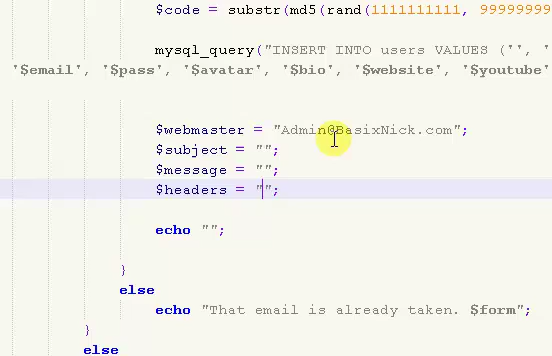 $code = substr(md5(rand(1111111111, 99999999
mysql_query("INSERT INTO users VALUES ('', '
'$email', '$pass', '$avatar', '$bio', '$website', '$youtube'
$webmaster = "Admin@BasixNick.com";
$subject = "";
$message = "";
$headers = "";
echo "";
}
else
echo "That email is already taken. $form";
}
else